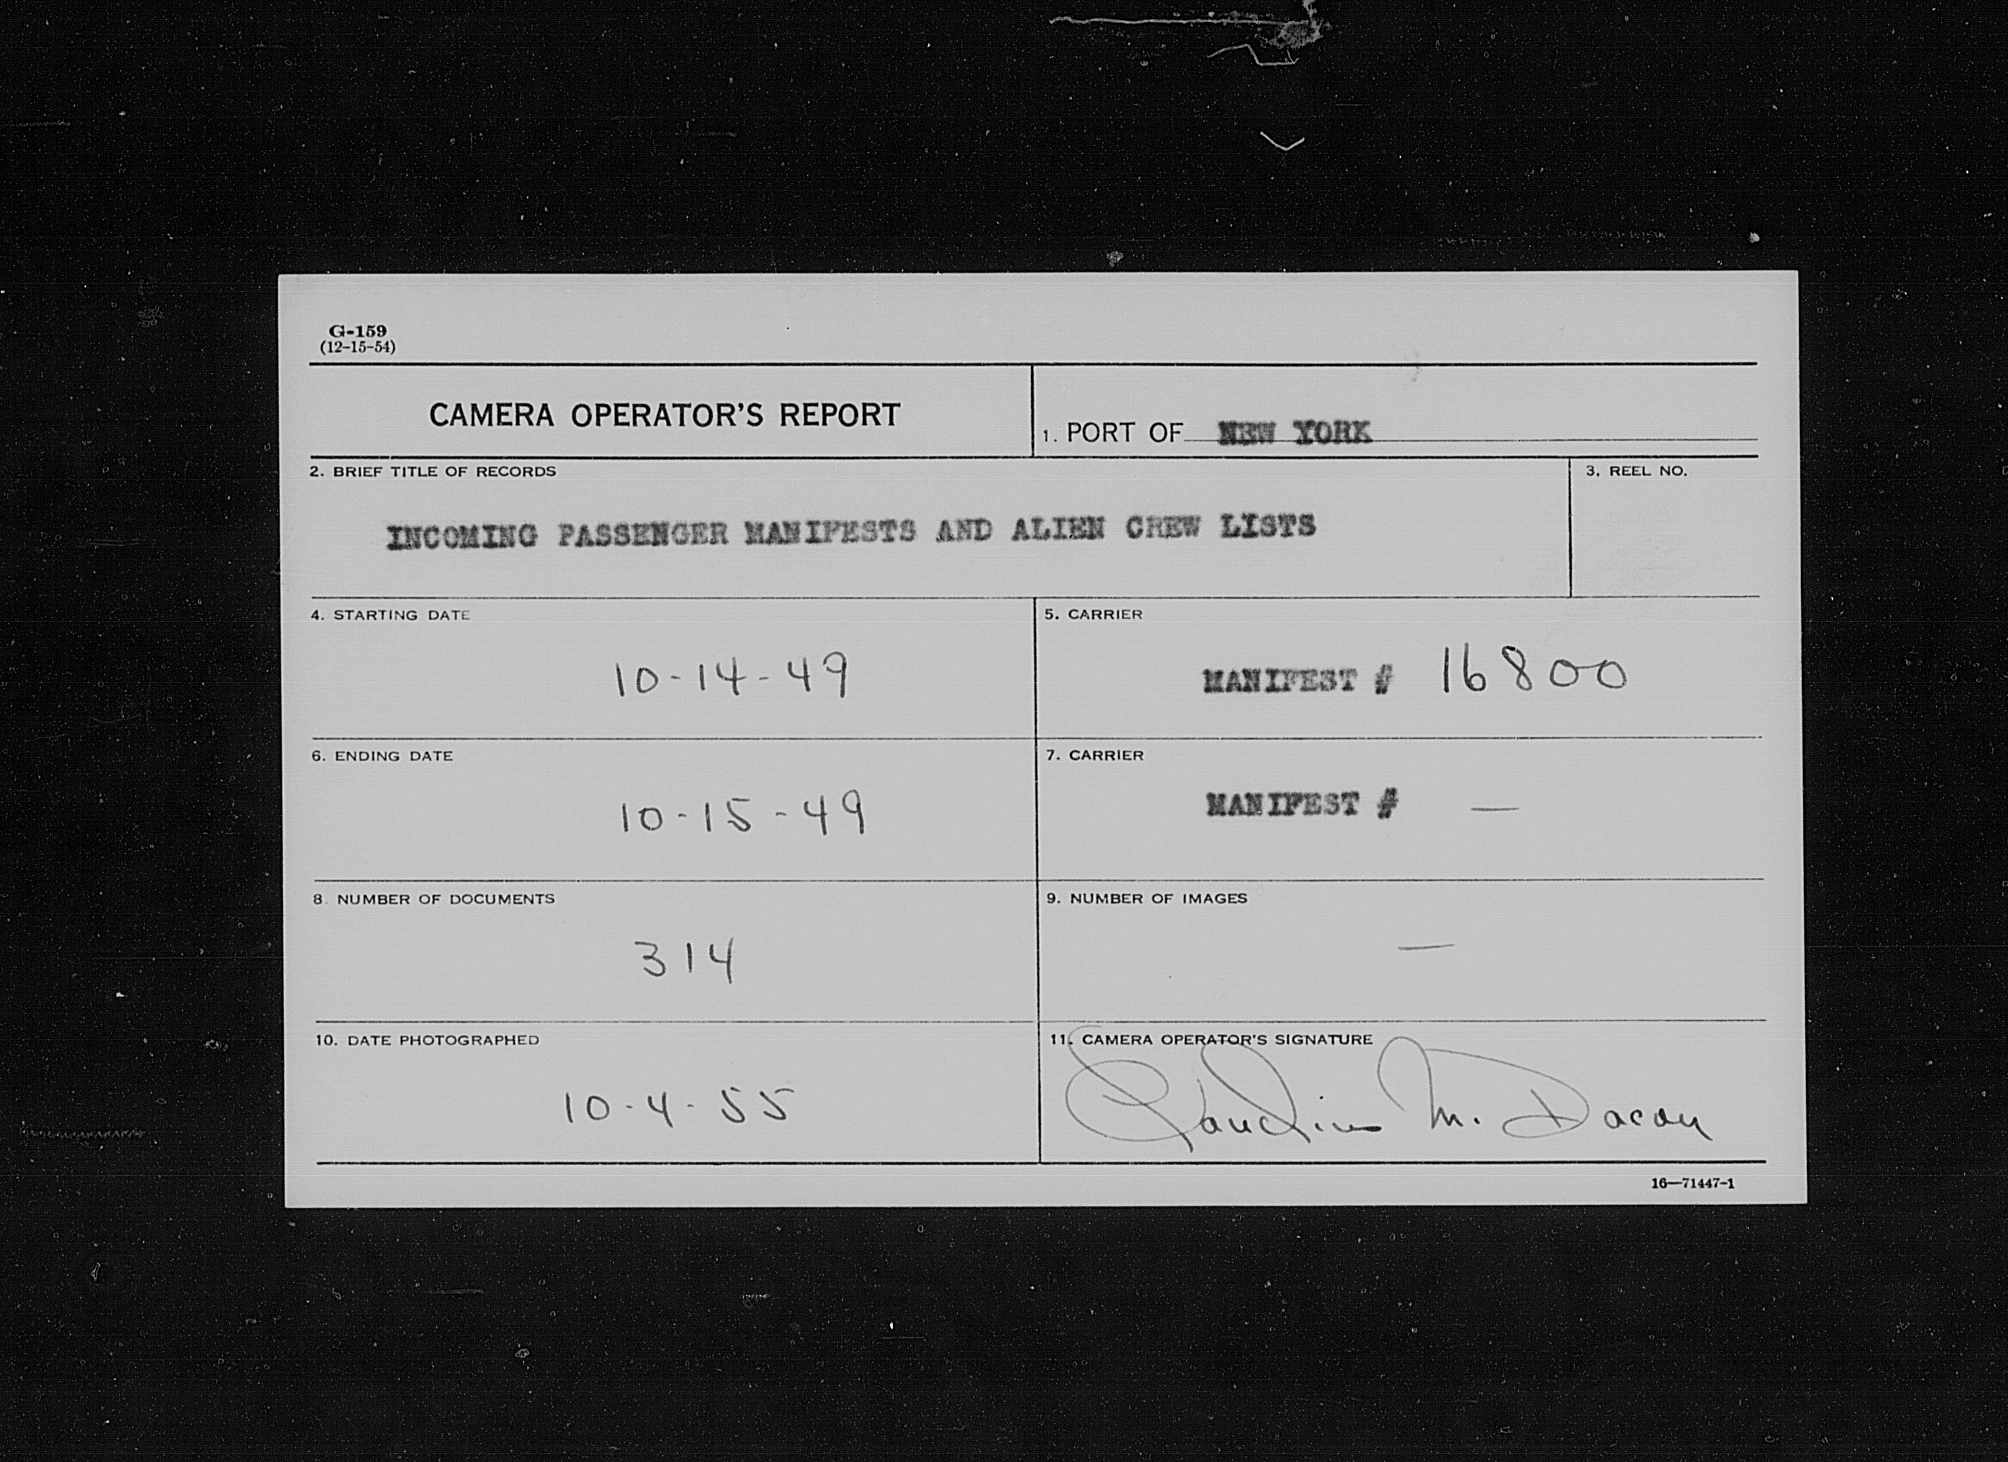 G-159
(12-15-54)
CAMERA OPERATOR'S REPORT
1. PORT OF NEW YORK
2. BRIEF TITLE OF RECORDS
3. REEL NO.
INCOMING PASSENGER MANIFESTS AND ALIEN CREW LISTS
4. STARTING DATE
10-14-49
5. CARRIER
MANIFEST # 16800
6. ENDING DATE
10-15-49
7. CARRIER
MANIFEST # —
8. NUMBER OF DOCUMENTS
314
9. NUMBER OF IMAGES
—
10. DATE PHOTOGRAPHED
10-4-55
11. CAMERA OPERATOR'S SIGNATURE
Claudius M. Dacon
16—71447-1